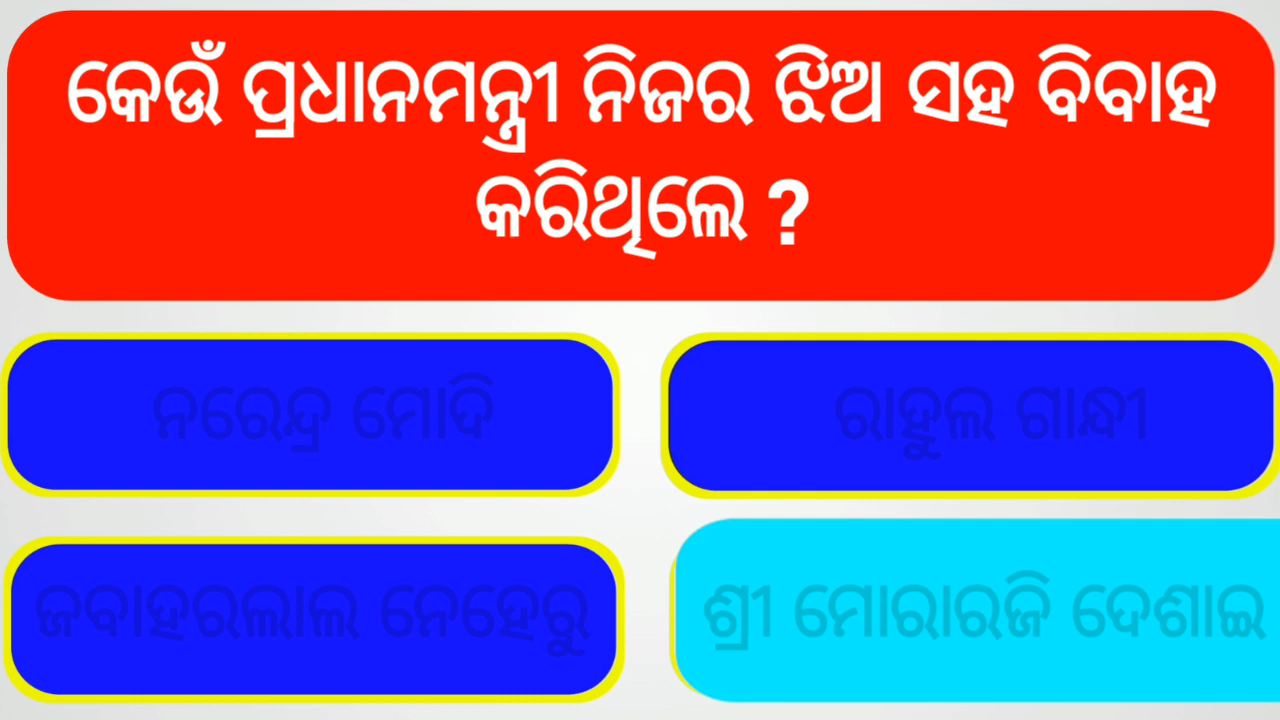 କେଉଁ ପ୍ରଧାନମନ୍ତ୍ରୀ ନିଜର ଝିଅ ସହ ବିବାହ
କରିଥିଲେ ?
ନରେନ୍ଦ୍ର ମୋଦି
ରାହୁଲ ଗାନ୍ଧୀ
ଜବାହରଲାଲ ନେହେରୁ
ଶ୍ରୀ ମୋରାରଜି ଦେଶାଇ